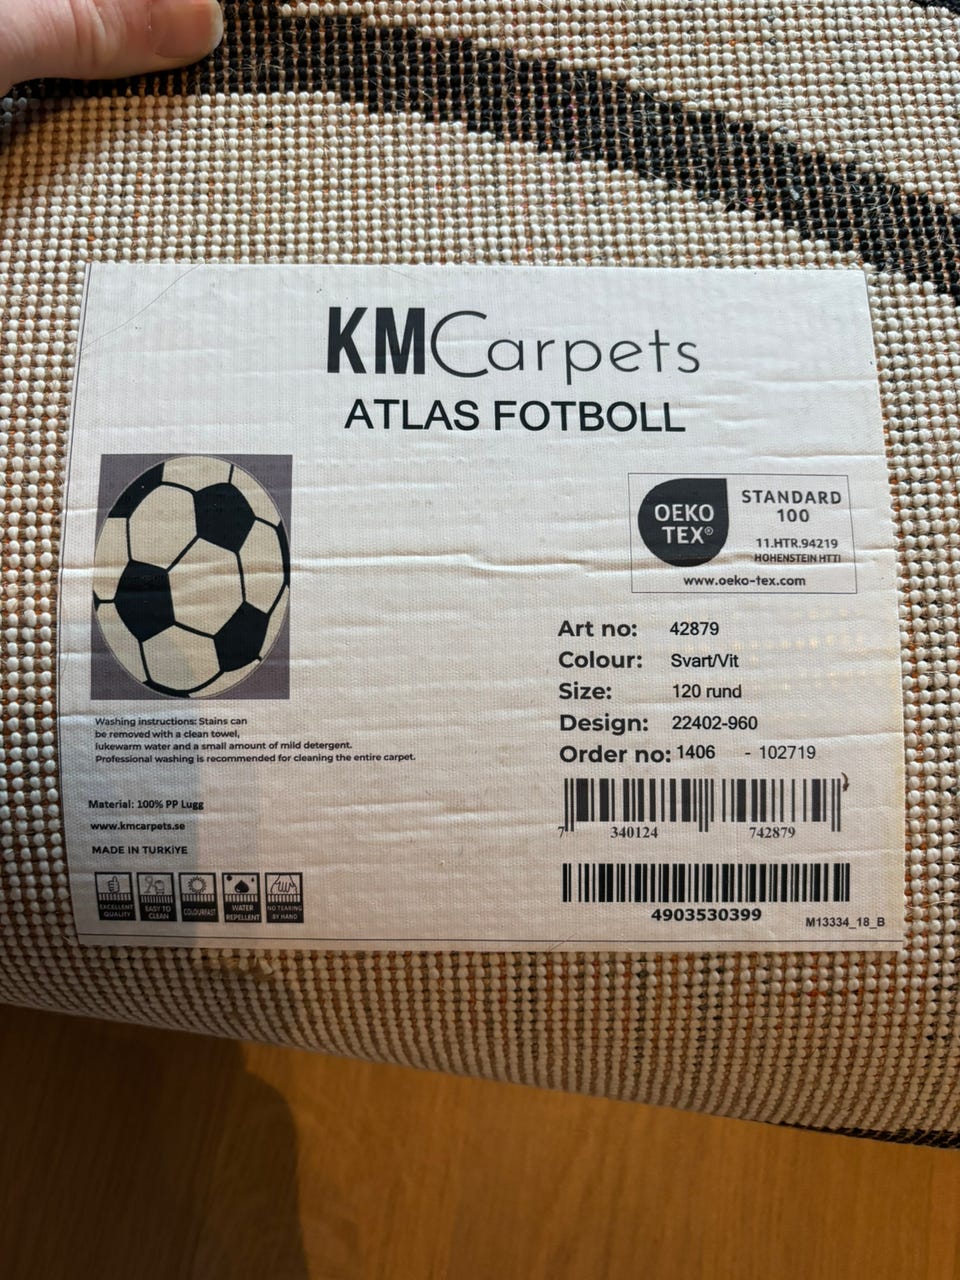 KMCarpets
ATLAS FOTBOLL
OEKO
TEX®
STANDARD
100
11.HTR.94219
HOHENSTEIN HTTI
www.oeko-tex.com
Art no: 42879
Colour: Svart/Vit
Size: 120 rund
Design: 22402-960
Order no: 1406 - 102719
7 340124 742879
4903530399
M13334_18_B
Washing instructions: Stains can
be removed with a clean towel,
lukewarm water and a small amount of mild detergent.
Professional washing is recommended for cleaning the entire carpet.
Material: 100% PP Lugg
www.kmcarpets.se
MADE IN TURKİYE
EXCELLENT
QUALITY
EASY TO
CLEAN
COLOURFAST
WATER
REPELLENT
NO TEARING
BY HAND